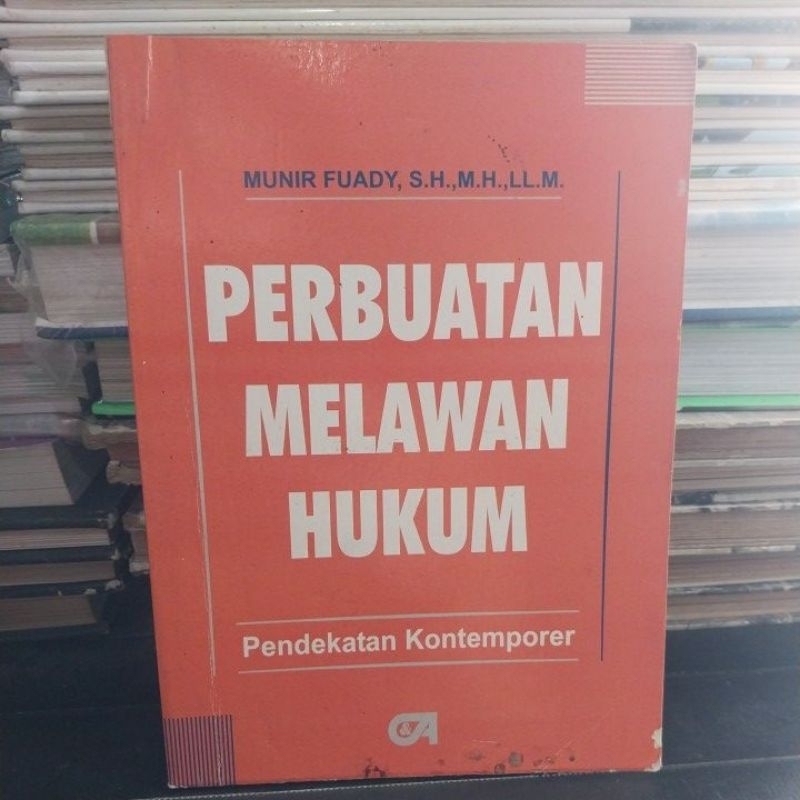 MUNIR FUADY, S.H.,M.H.,LL.M.
PERBUATAN
MELAWAN
HUKUM
Pendekatan Kontemporer